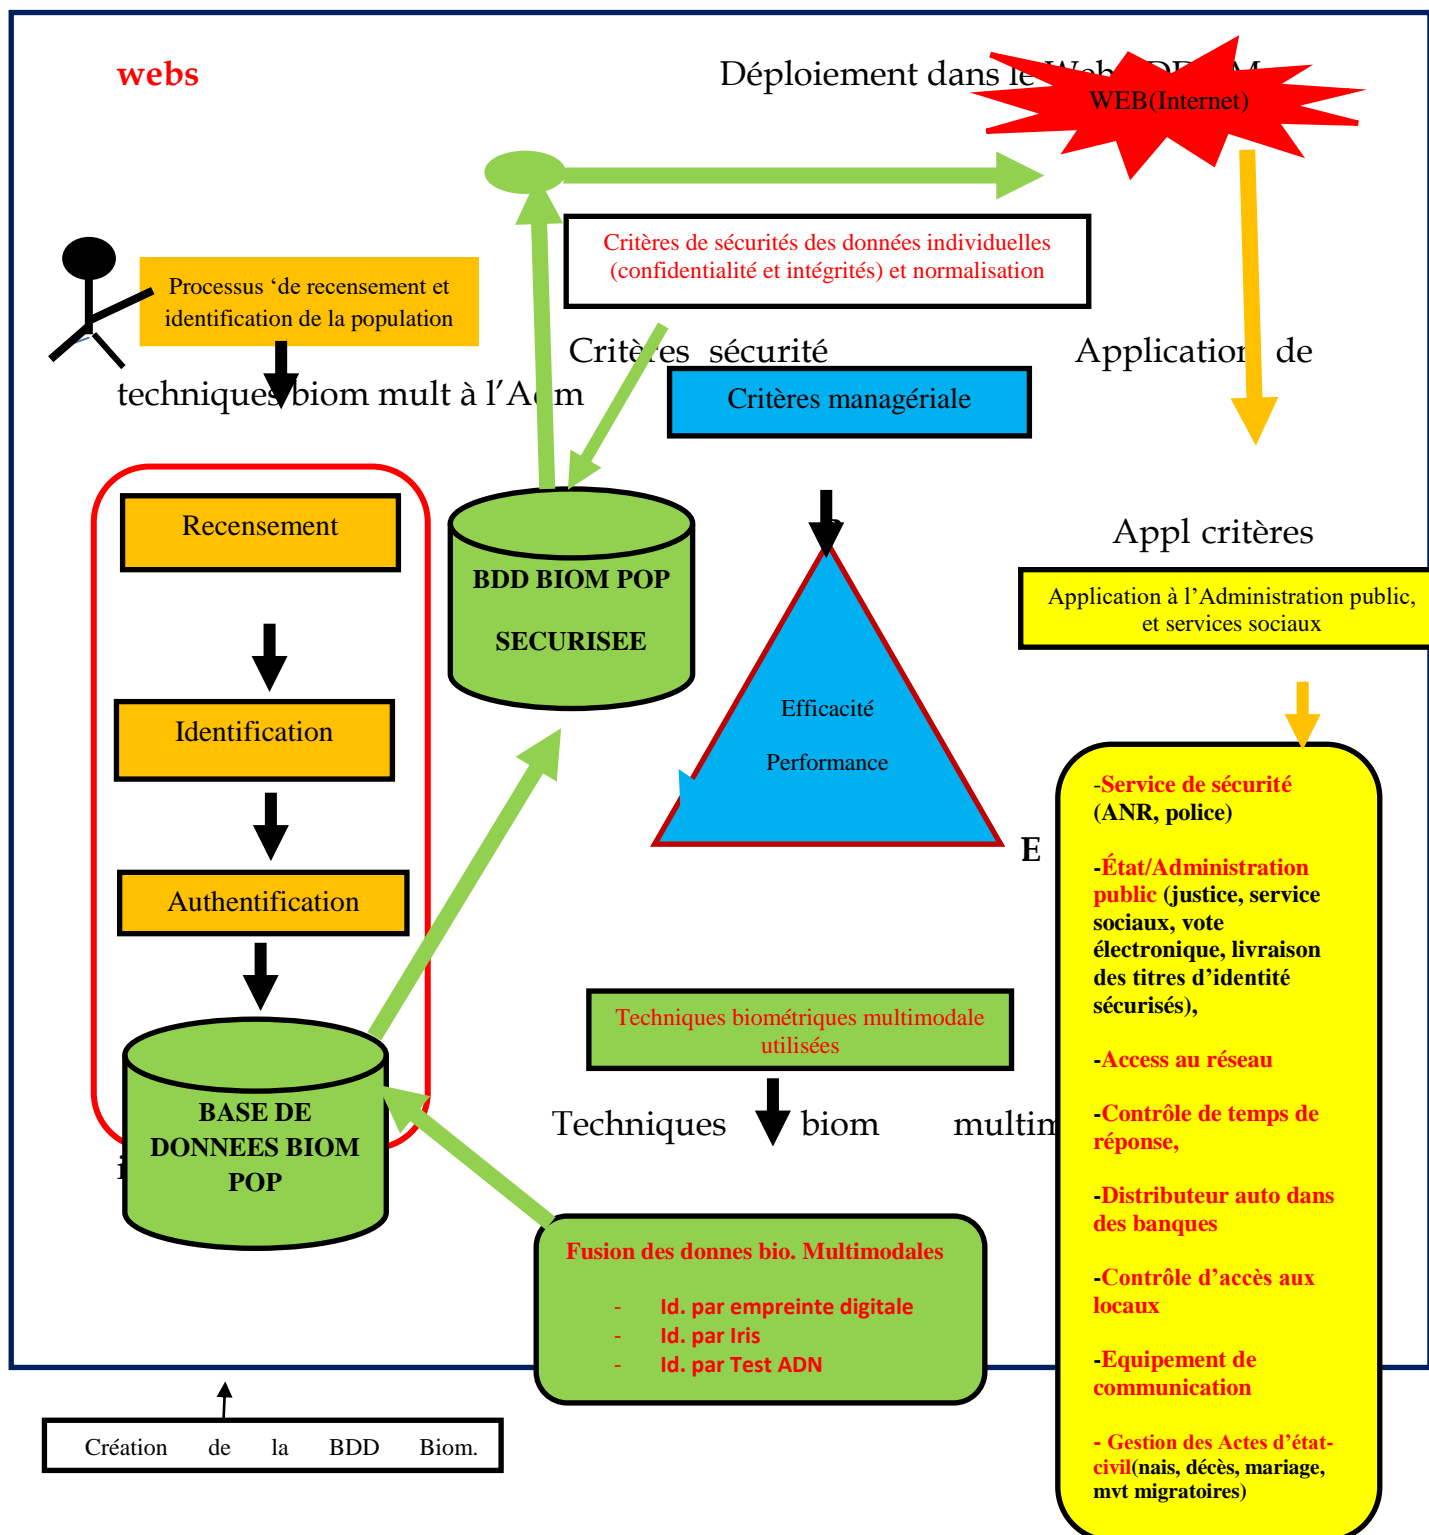 webs
Déploiement dans le
WEB(Internet)
Critères de sécurités des données individuelles
(confidentialité et intégrités) et normalisation
Processus ‘de recensement et
identification de la population
Critères sécurité
Application de
techniques biom mult à l’Adm
Critères managériale
Recensement
BDD BIOM POP
SECURISEE
Appl critères
Application à l’Administration public,
et services sociaux
Identification
Efficacité
Performance
E
Authentification
-Service de sécurité
(ANR, police)
-État/Administration
public (justice, service
sociaux, vote
électronique, livraison
des titres d’identité
sécurisés),
-Access au réseau
-Contrôle de temps de
réponse,
-Distributeur auto dans
des banques
-Contrôle d’accès aux
locaux
-Equipement de
communication
- Gestion des Actes d’état-
civil(nais, décès, mariage,
mvt migratoires)
Techniques biométriques multimodale
utilisées
Techniques biom
BASE DE
DONNEES BIOM
POP
Fusion des donnes bio. Multimodales
- Id. par empreinte digitale
- Id. par Iris
- Id. par Test ADN
Création de la BDD Biom.